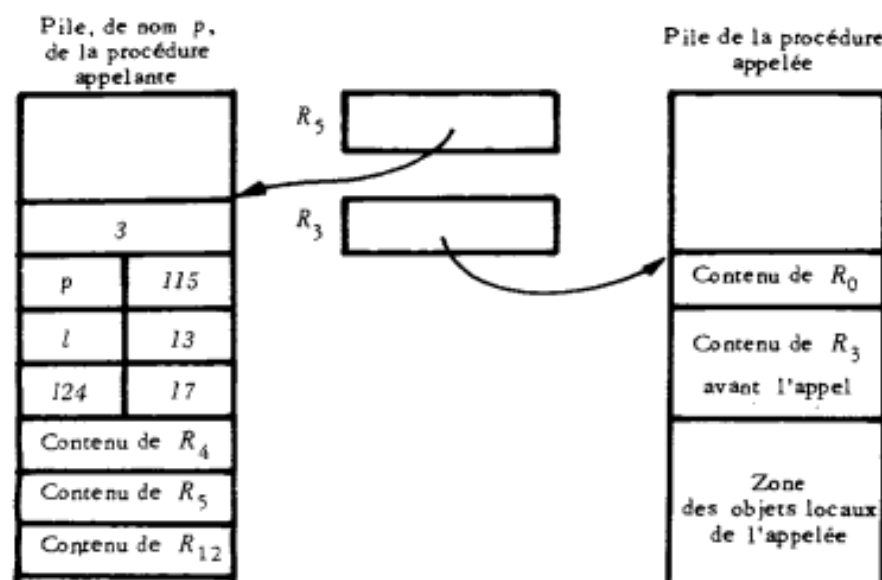 Pile, de nom p,
de la procédure
appelante
Pile de la procédure
appelée
R5
R3
3
p 115
l 13
124 17
Contenu de R4
Contenu de R5
Contenu de R12
Contenu de R0
Contenu de R3
avant l'appel
Zone
des objets locaux
de l'appelée